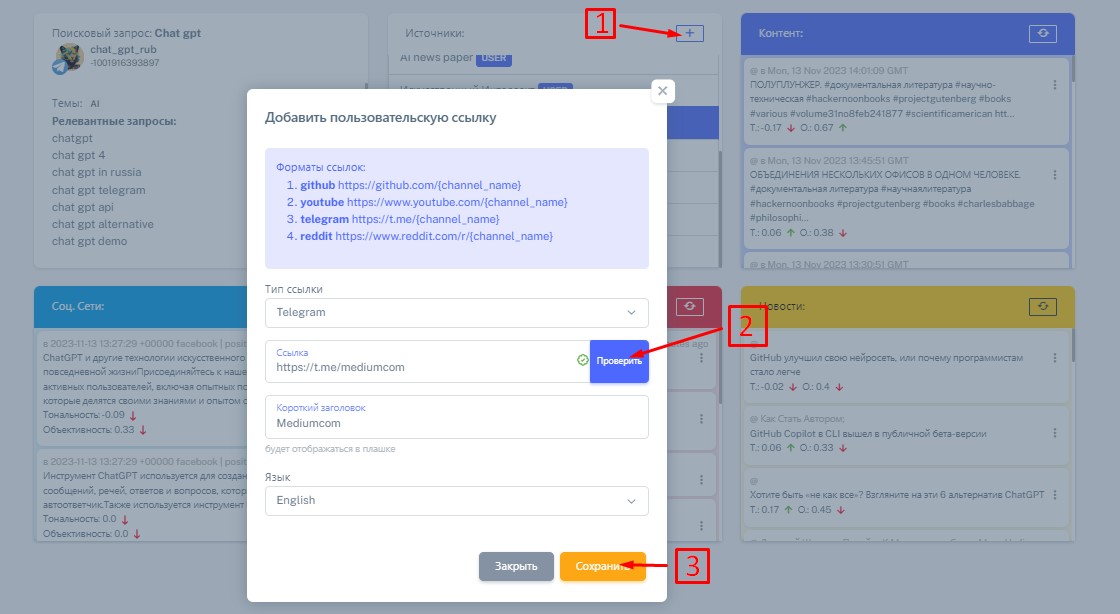 Поисковый запрос: Chat gpt
chat_gpt_rub
-1001916393897
Темы: AI
Релевантные запросы:
chatgpt
chat gpt 4
chat gpt in russia
chat gpt telegram
chat gpt api
chat gpt alternative
chat gpt demo
Источники:
1
+
AI news paper USER
Контент:
@ в Mon, 13 Nov 2023 14:01:09 GMT
ПОЛУПЛУНЖЕР. #документальная литература #научно-
техническая #hackernoonbooks #projectgutenberg #books
#various #volume31no8feb241877 #scientificamerican htt...
Т.:-0.17 О.: 0.67
@ в Mon, 13 Nov 2023 13:45:51 GMT
ОБЪЕДИНЕНИЯ НЕСКОЛЬКИХ ОФИСОВ В ОДНОМ ЧЕЛОВЕКЕ.
#документальная литература #научнаялитература
#hackernoonbooks #projectgutenberg #books #charlesbabbage
#philosophi...
Т.: 0.06 О.: 0.38
@ в Mon, 13 Nov 2023 13:30:51 GMT
Добавить пользовательскую ссылку
Форматы ссылок:
1. github https://github.com/{channel_name}
2. youtube https://www.youtube.com/{channel_name}
3. telegram https://t.me/{channel_name}
4. reddit https://www.reddit.com/r/{channel_name}
Тип ссылки
Telegram
Ссылка
https://t.me/mediumcom
Проверить
2
Короткий заголовок
Mediumcom
будет отображаться в плашке
Язык
English
Закрыть
Сохранить
3
Соц. Сети:
в 2023-11-13 13:27:29 +00000 facebook | posit
ChatGPT и другие технологии искусственного
повседневной жизниПрисоединяйтесь к наше
активных пользователей, включая опытных по
которые делятся своими знаниями и опытом с
Тональность: -0.09
Объективность: 0.33
в 2023-11-13 13:27:29 +00000 facebook | posit
Инструмент ChatGPT используется для создан
сообщений, речей, ответов и вопросов, котор
автоответчик.Также используется инструмент
Тональность: 0.0
Объективность: 0.0
ago
Новости:
@
GitHub улучшил свою нейросеть, или почему программистам
стало легче
Т.:-0.02 О.: 0.4
@ Как Стать Автором;
GitHub Copilot в CLI вышел в публичной бета-версии
Т.: 0.06 О.: 0.33
@
Хотите быть «не как все»? Взгляните на эти 6 альтернатив ChatGPT
Т.: 0.17 О.: 0.45